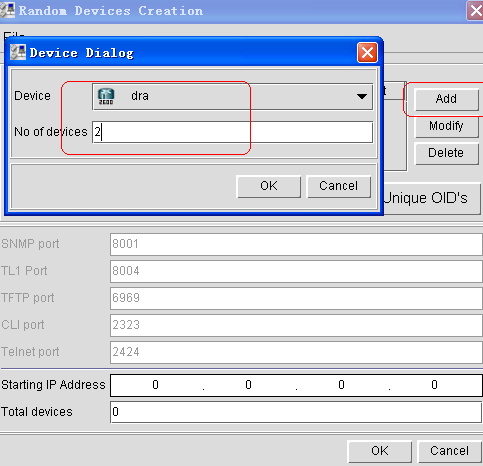 Random Devices Creation
File
Device Dialog
Device
2600
dra
No of devices
2
OK
Cancel
Add
Modify
Delete
Unique OID's
SNMP port
8001
TL1 Port
8004
TFTP port
6969
CLI port
2323
Telnet port
2424
Starting IP Address
0 . 0 . 0 . 0
Total devices
0
OK
Cancel